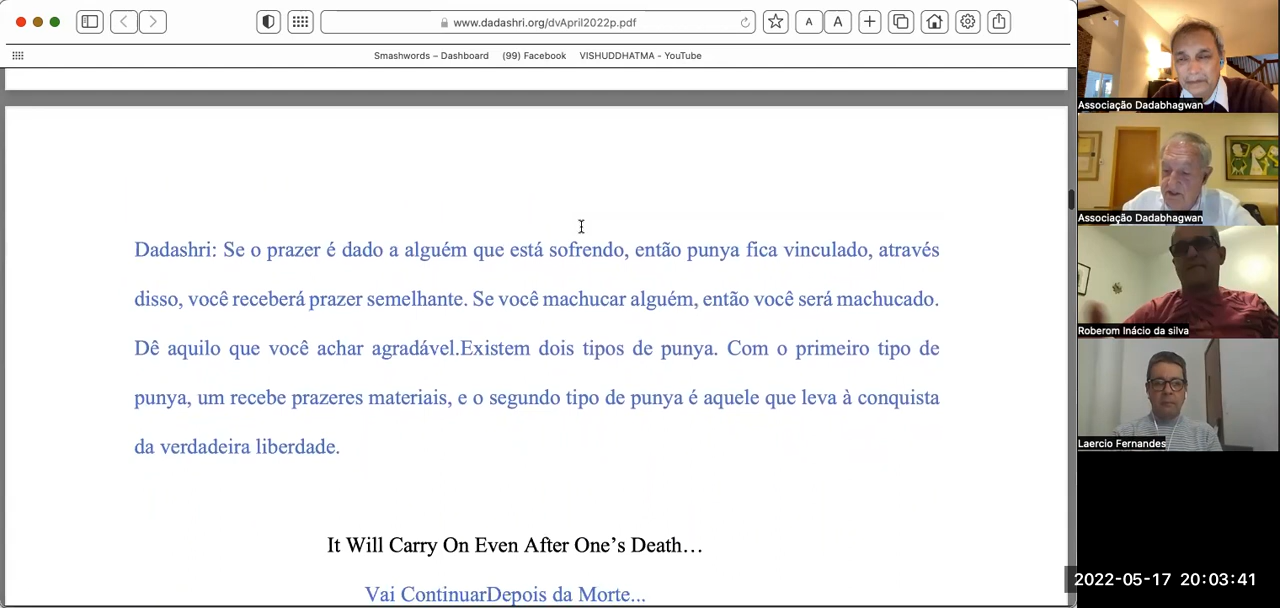 www.dadashri.org/dvApril2022p.pdf
A A
Smashwords – Dashboard (99) Facebook VISHUDDHATMA - YouTube
Dadashri: Se o prazer é dado a alguém que está sofrendo, então punya fica vinculado, através
disso, você receberá prazer semelhante. Se você machucar alguém, então você será machucado.
Dê aquilo que você achar agradável.Existem dois tipos de punya. Com o primeiro tipo de
punya, um recebe prazeres materiais, e o segundo tipo de punya é aquele que leva à conquista
da verdadeira liberdade.
It Will Carry On Even After One’s Death…
Vai ContinuarDepois da Morte...
Associação Dadabhagwan
Associação Dadabhagwan
Roberom Inácio da silva
Laercio Fernandes
2022-05-17 20:03:41